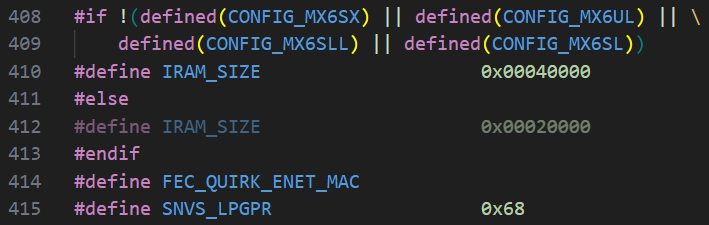 408 #if !(defined(CONFIG_MX6SX) || defined(CONFIG_MX6UL) || \
409     defined(CONFIG_MX6SLL) || defined(CONFIG_MX6SL))
410 #define IRAM_SIZE                    0x00040000
411 #else
412 #define IRAM_SIZE                    0x00020000
413 #endif
414 #define FEC_QUIRK_ENET_MAC
415 #define SNVS_LPGPR                   0x68